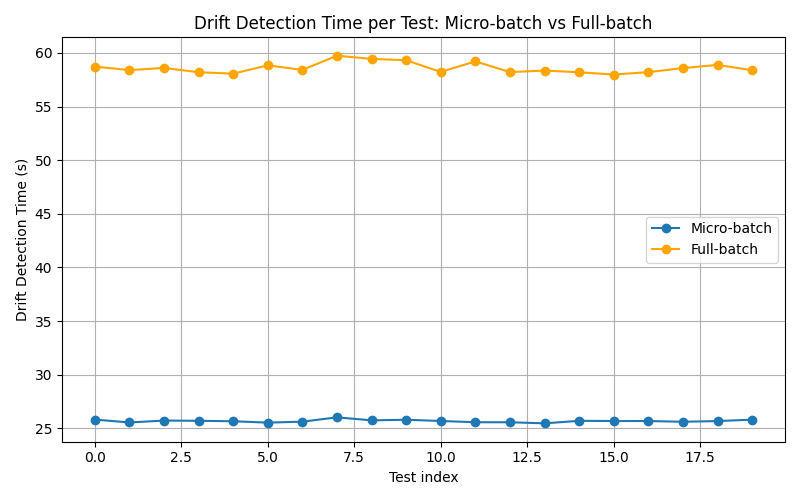 Drift Detection Time per Test: Micro-batch vs Full-batch
60
55
50
45
40
35
30
25
Drift Detection Time (s)
Micro-batch
Full-batch
0.0 2.5 5.0 7.5 10.0 12.5 15.0 17.5
Test index